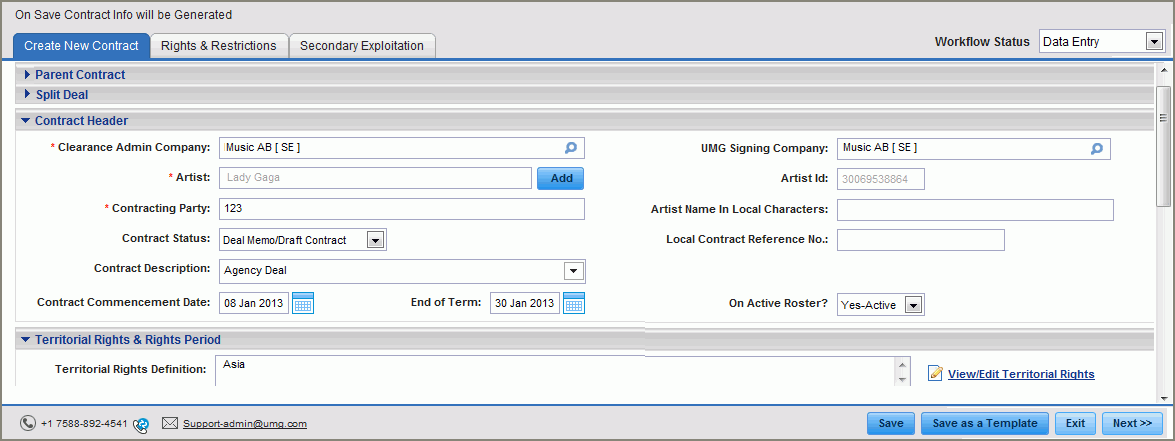 On Save Contract Info will be Generated
Create New Contract Rights & Restrictions Secondary Exploitation Workflow Status Data Entry
Parent Contract
Split Deal
Contract Header
* Clearance Admin Company: Music AB [ SE ] UMG Signing Company: Music AB [ SE ]
* Artist: Lady Gaga Add Artist Id: 30069538864
* Contracting Party: 123 Artist Name In Local Characters:
Contract Status: Deal Memo/Draft Contract Local Contract Reference No.:
Contract Description: Agency Deal
Contract Commencement Date: 08 Jan 2013 End of Term: 30 Jan 2013 On Active Roster? Yes-Active
Territorial Rights & Rights Period
Territorial Rights Definition: Asia View/Edit Territorial Rights
+1 7588-892-4541 Support-admin@umg.com Save Save as a Template Exit Next >>